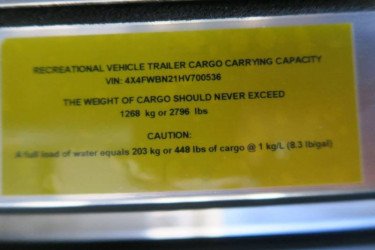 RECREATIONAL VEHICLE TRAILER CARGO CARRYING CAPACITY
VIN: 4X4FWBN21HV700536
THE WEIGHT OF CARGO SHOULD NEVER EXCEED
1268 kg or 2796 lbs
CAUTION:
A full load of water equals 203 kg or 448 lbs of cargo @ 1 kg/L (8.3 lb/gal)